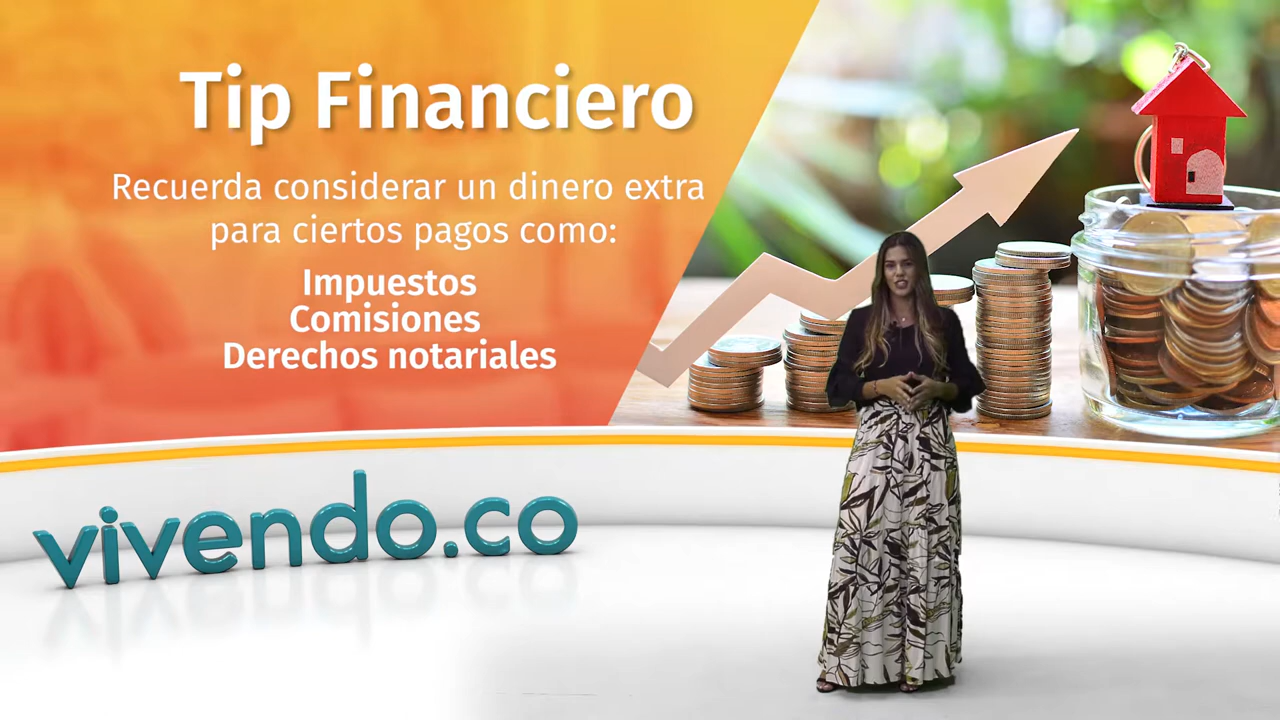 Tip Financiero
Recuerda considerar un dinero extra
para ciertos pagos como:
Impuestos
Comisiones
Derechos notariales
vivendo.co